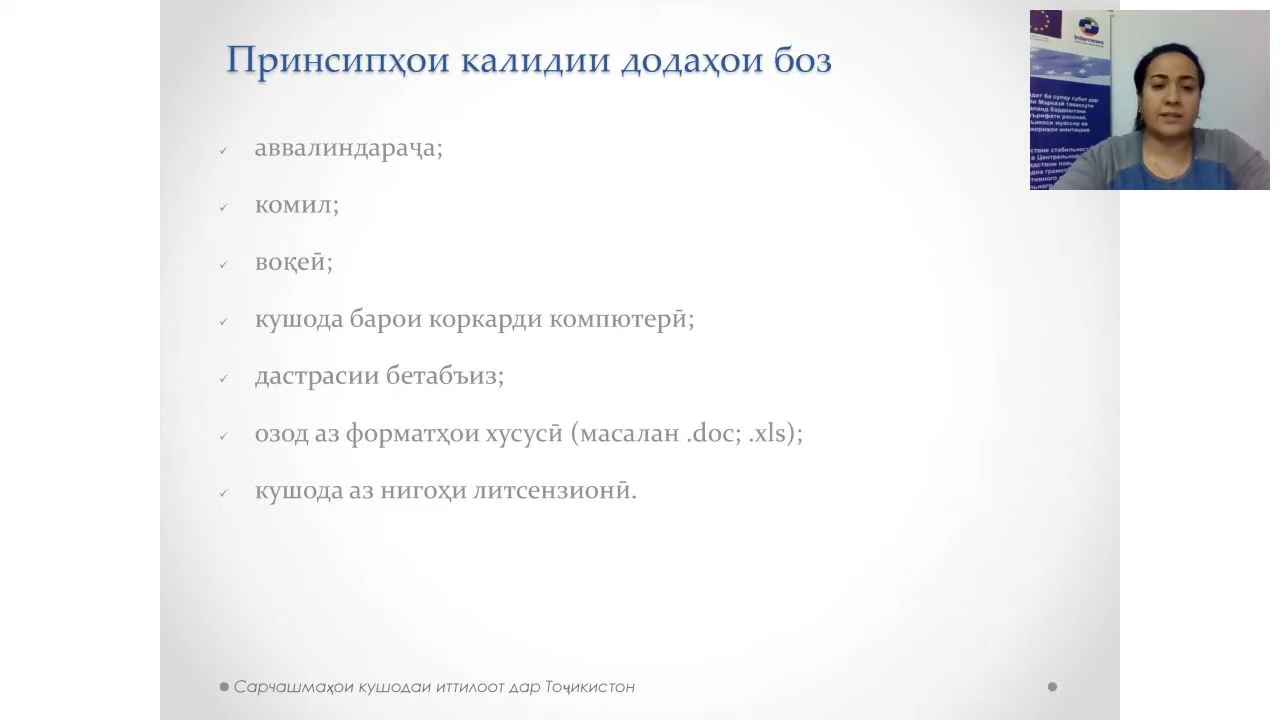 Принсипҳои калидии додаҳои боз
аввалиндараҷа;
комил;
воқеӣ;
кушода барои коркарди компютерӣ;
дастрасии бетабъиз;
озод аз форматҳои хусусӣ (масалан .doc; .xls);
кушода аз нигоҳи литсензионӣ.
Сарчашмаҳои кушодаи иттилоот дар Тоҷикистон
Internews